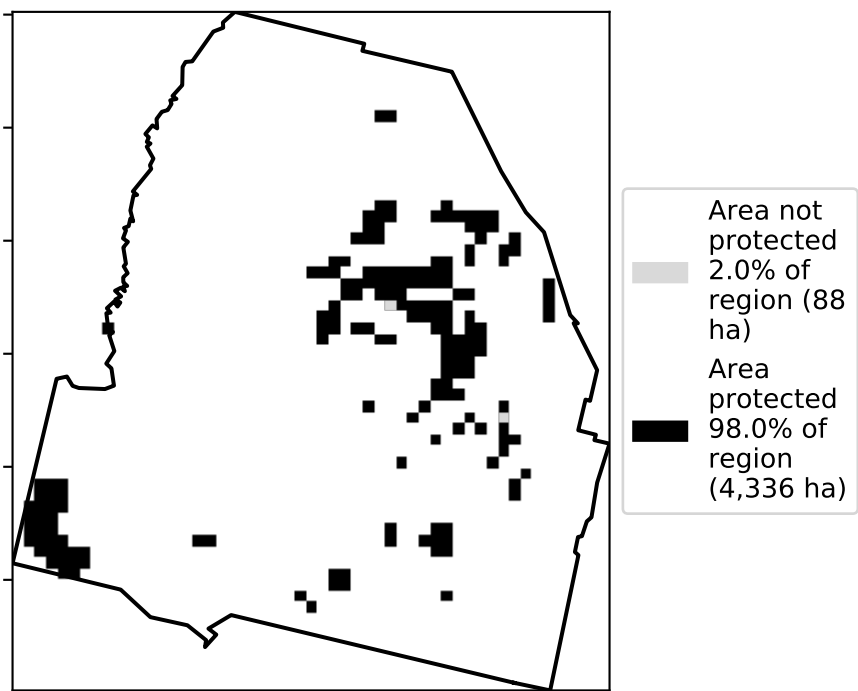 Area not
protected
2.0% of
region (88
ha)
Area
protected
98.0% of
region
(4,336 ha)